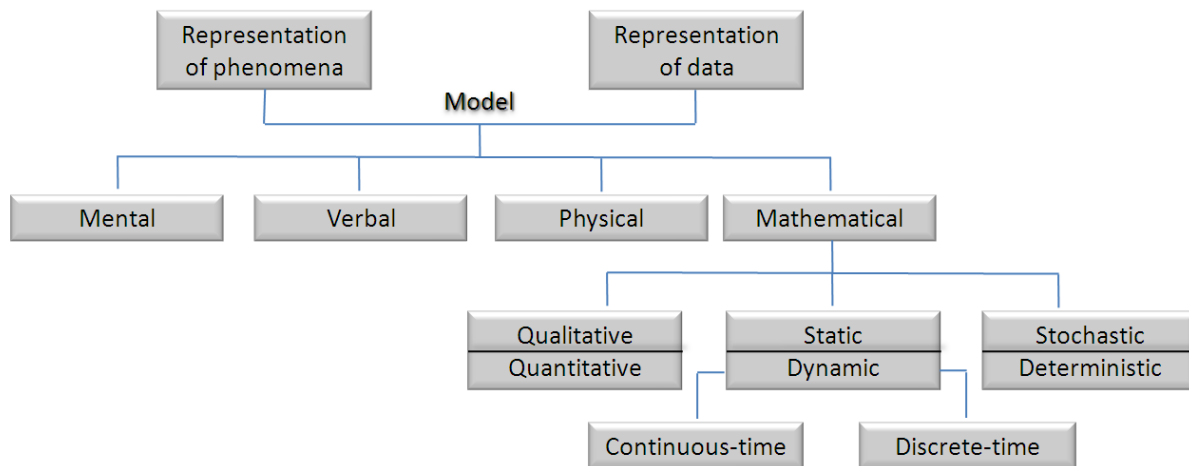 Representation
of phenomena
Representation
of data
Model
Mental
Verbal
Physical
Mathematical
Qualitative
Quantitative
Static
Dynamic
Stochastic
Deterministic
Continuous-time
Discrete-time